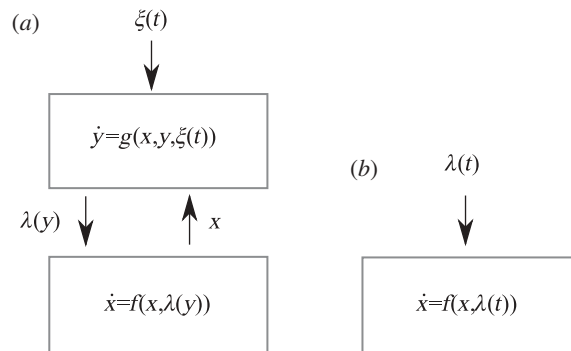 (a)
ξ(t)
ẏ=g(x,y,ξ(t))
λ(y)
x
ẋ=f(x,λ(y))
(b)
λ(t)
ẋ=f(x,λ(t))